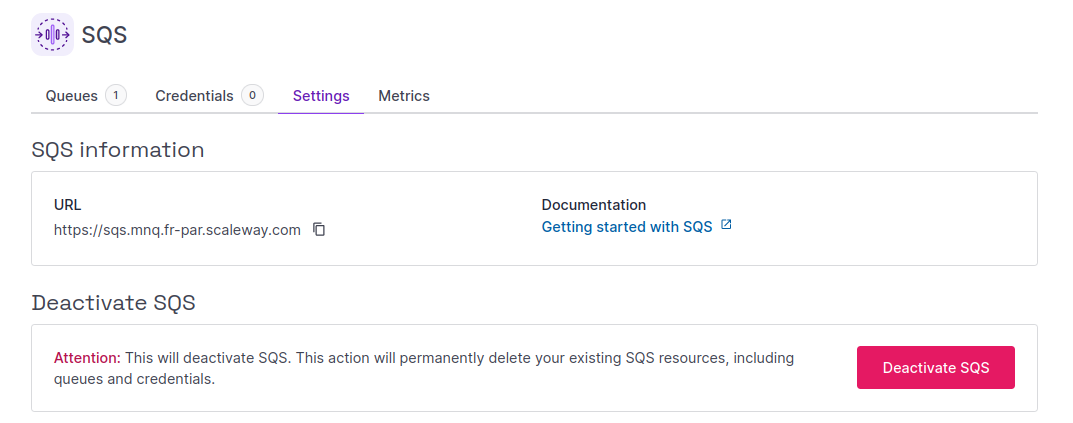 SQS
Queues 1 Credentials 0 Settings Metrics
SQS information
URL
https://sqs.mnq.fr-par.scaleway.com
Documentation
Getting started with SQS
Deactivate SQS
Attention: This will deactivate SQS. This action will permanently delete your existing SQS resources, including
queues and credentials.
Deactivate SQS